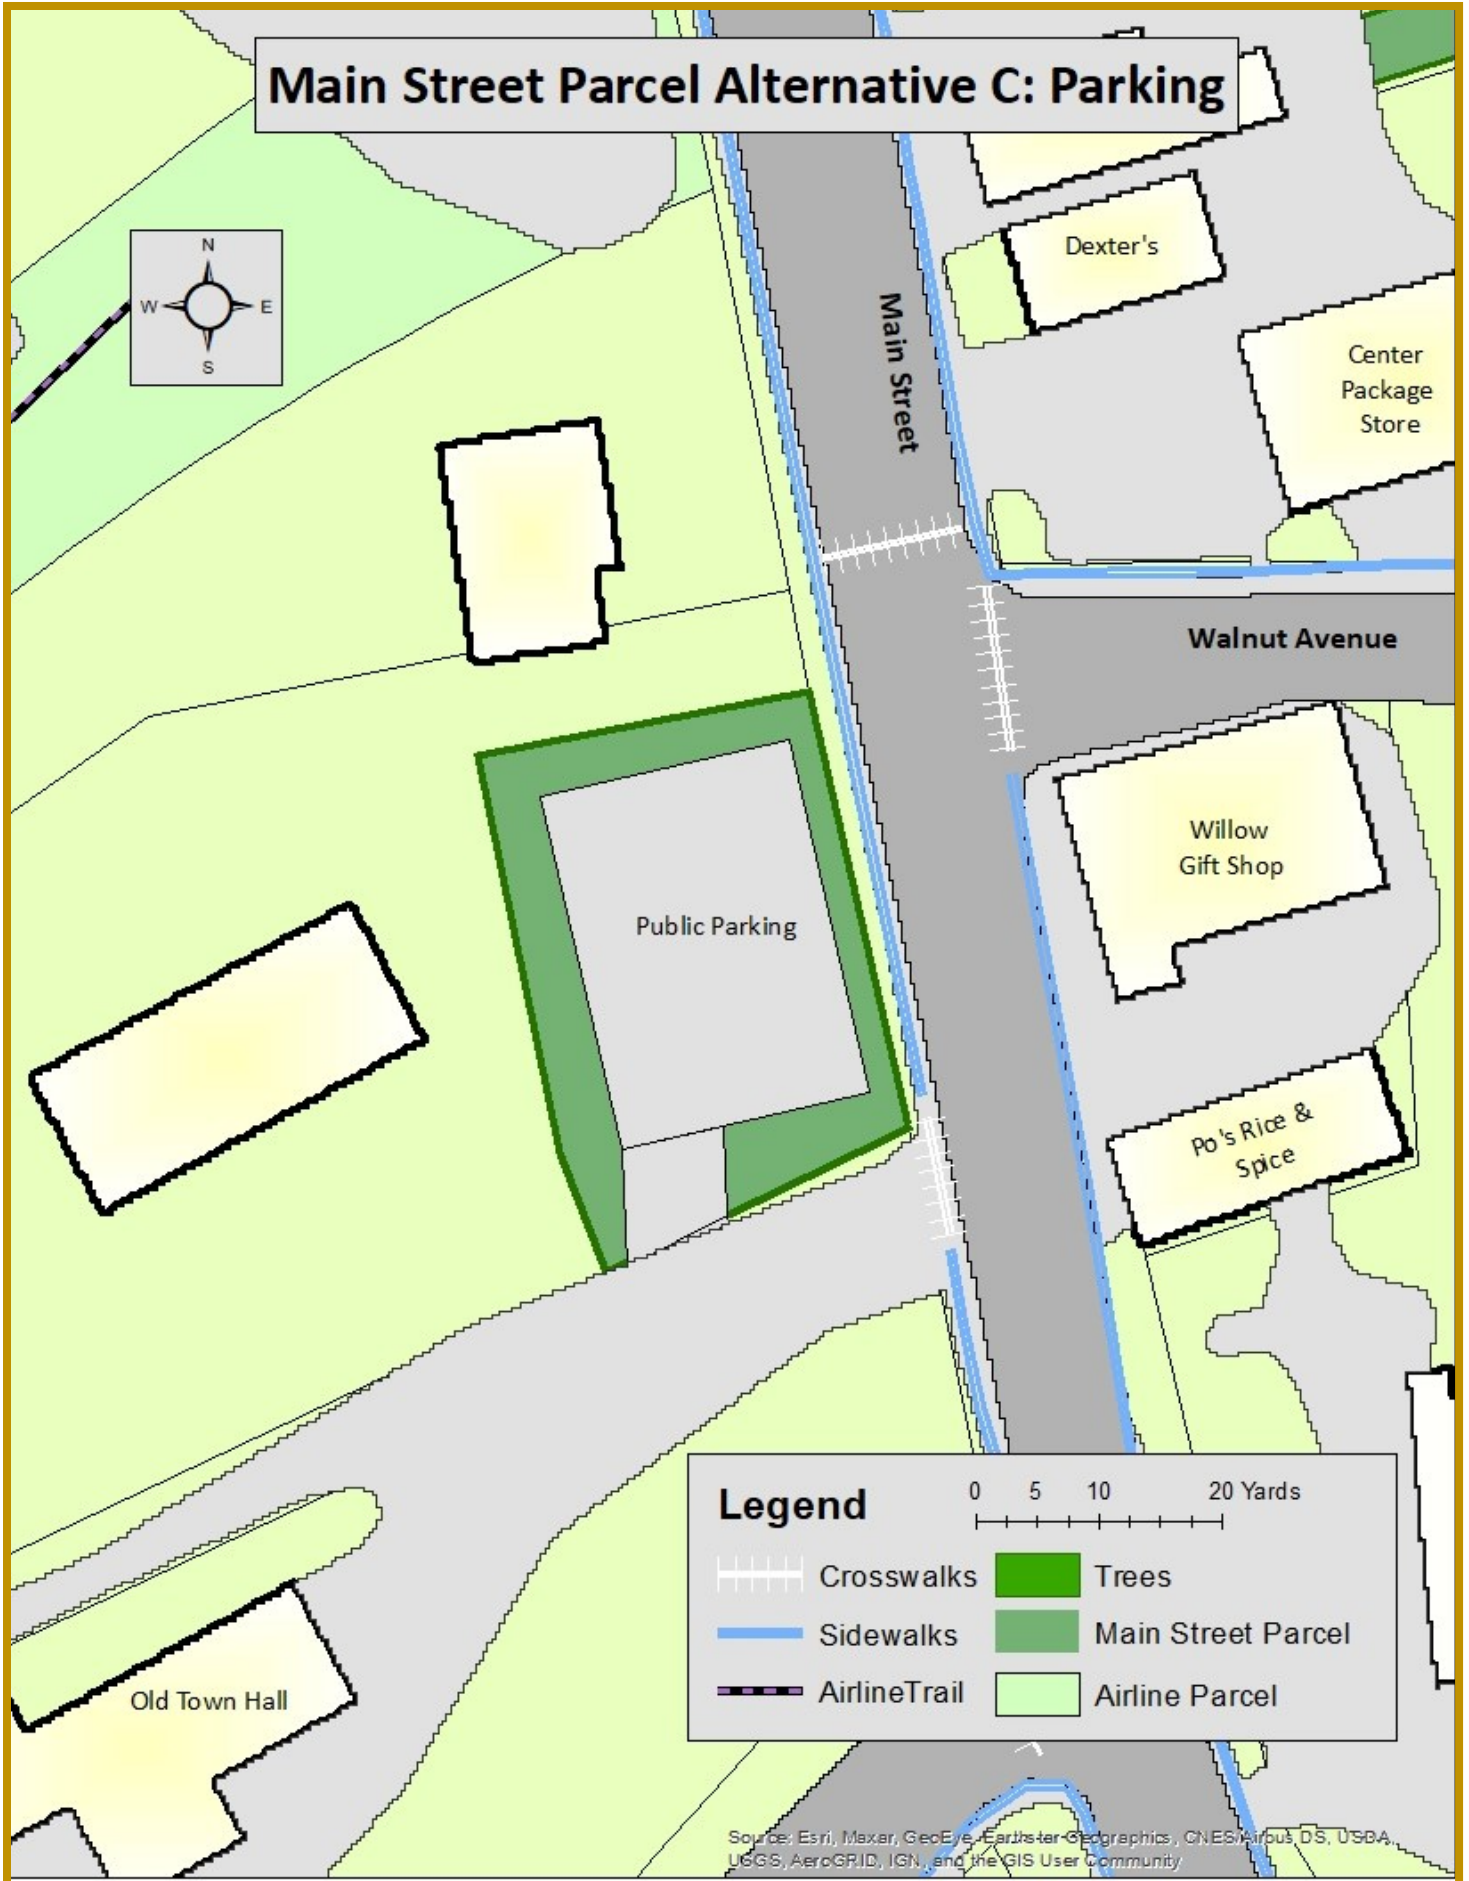 Main Street Parcel Alternative C: Parking
N
W
E
S
Dexter's
Main Street
Center
Package
Store
Walnut Avenue
Willow
Gift Shop
Public Parking
Po's Rice &
Spice
Legend
0 5 10 20 Yards
Crosswalks
Trees
Sidewalks
Main Street Parcel
AirlineTrail
Airline Parcel
Old Town Hall
Source: Esri, Maxar, GeoEye, Earthstar Geographics, CNES/Airbus DS, USDA,
USGS, AeroGRID, IGN, and the GIS User Community